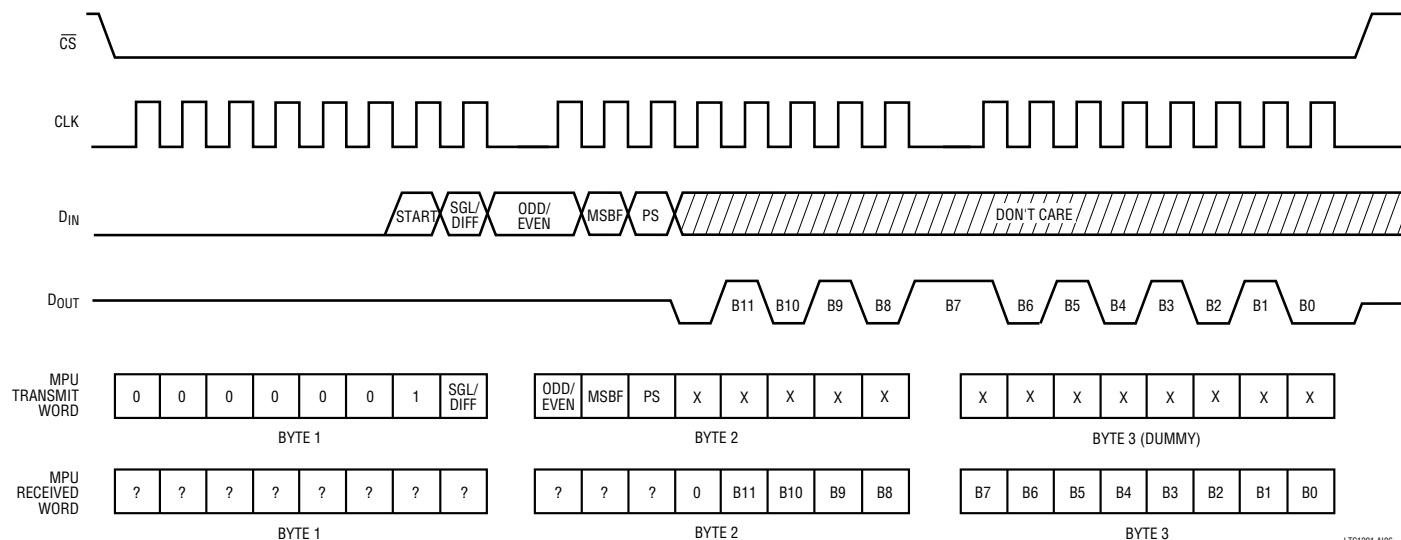 CS
CLK
DIN
START SGL/DIFF ODD/EVEN MSBF PS DON'T CARE
DOUT
B11 B10 B9 B8 B7 B6 B5 B4 B3 B2 B1 B0
MPU
TRANSMIT
WORD
0 0 0 0 0 0 1 SGL/DIFF
BYTE 1
ODD/EVEN MSBF PS X X X X X
BYTE 2
X X X X X X X X
BYTE 3 (DUMMY)
MPU
RECEIVED
WORD
? ? ? ? ? ? ? ?
BYTE 1
? ? ? 0 B11 B10 B9 B8
BYTE 2
B7 B6 B5 B4 B3 B2 B1 B0
BYTE 3